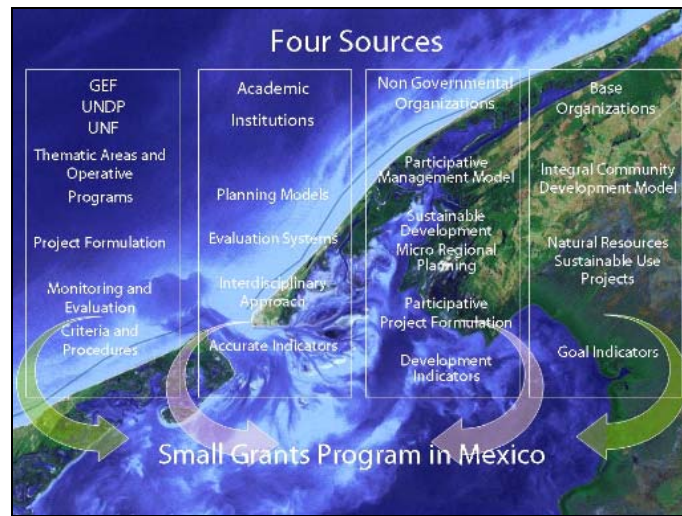 Four Sources
GEF
UNDP
UNF
Thematic Areas and
Operative
Programs
Project Formulation
Monitoring and
Evaluation
Criteria and
Procedures
Academic
Institutions
Planning Models
Evaluation Systems
Interdisciplinary
Approach
Accurate Indicators
Non Governmental
Organizations
Participative
Management Model
Sustainable
Development
Micro Regional
Planning
Participative
Project Formulation
Development
Indicators
Base
Organizations
Integral Community
Development Model
Natural Resources
Sustainable Use
Projects
Goal Indicators
Small Grants Program in Mexico